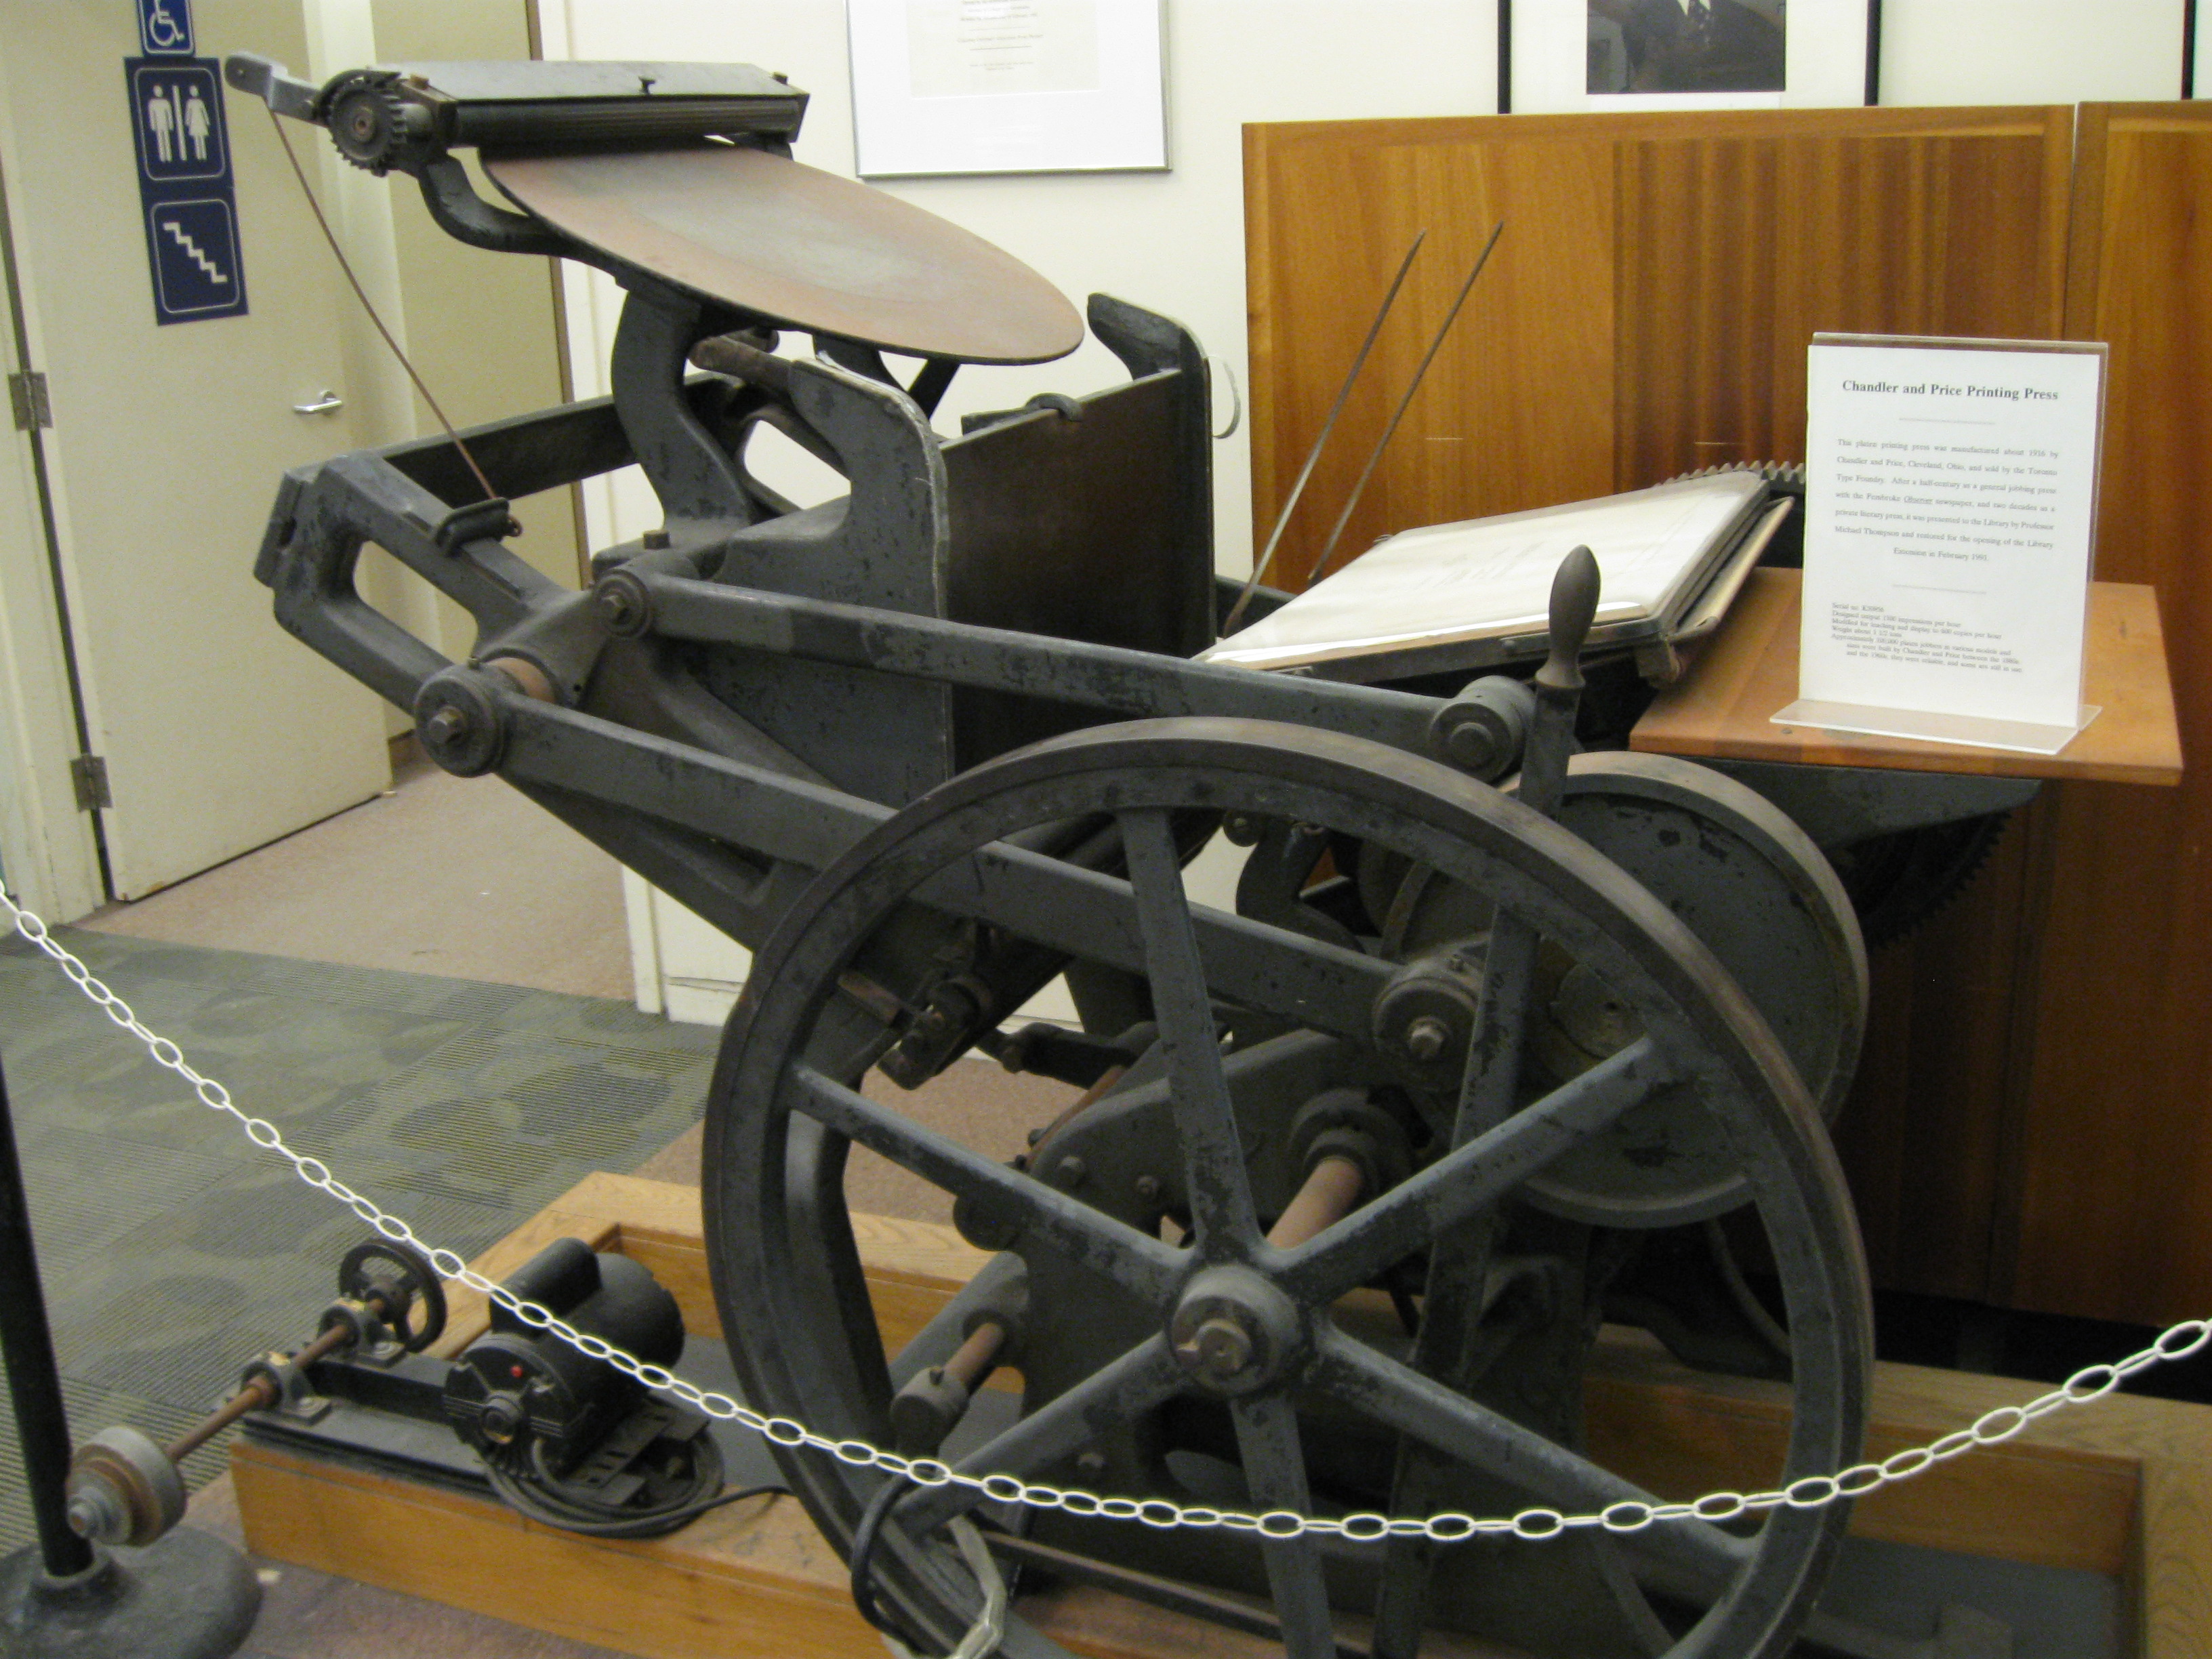 Chandler and Price Printing Press
This platen printing press was manufactured about 1916 by
Chandler and Price, Cleveland, Ohio, and sold by the Toronto
Type Foundry. After a half-century as a general jobbing press
with the Pembroke Observer newspaper, and two decades as a
private literary press, it was presented to the Library by Professor
Michael Thompson and restored for the opening of the Library
Extension in February 1991.
Serial no.
Designed output 1500 impressions per hour
Modified for teaching and display to 600 copies per hour
Weight about 1 1/2 tons
Approximately 100,000 platen jobbers in various models and
sizes were built by Chandler and Price between the 1880s
and the 1960s; they were reliable, and some are still in use.